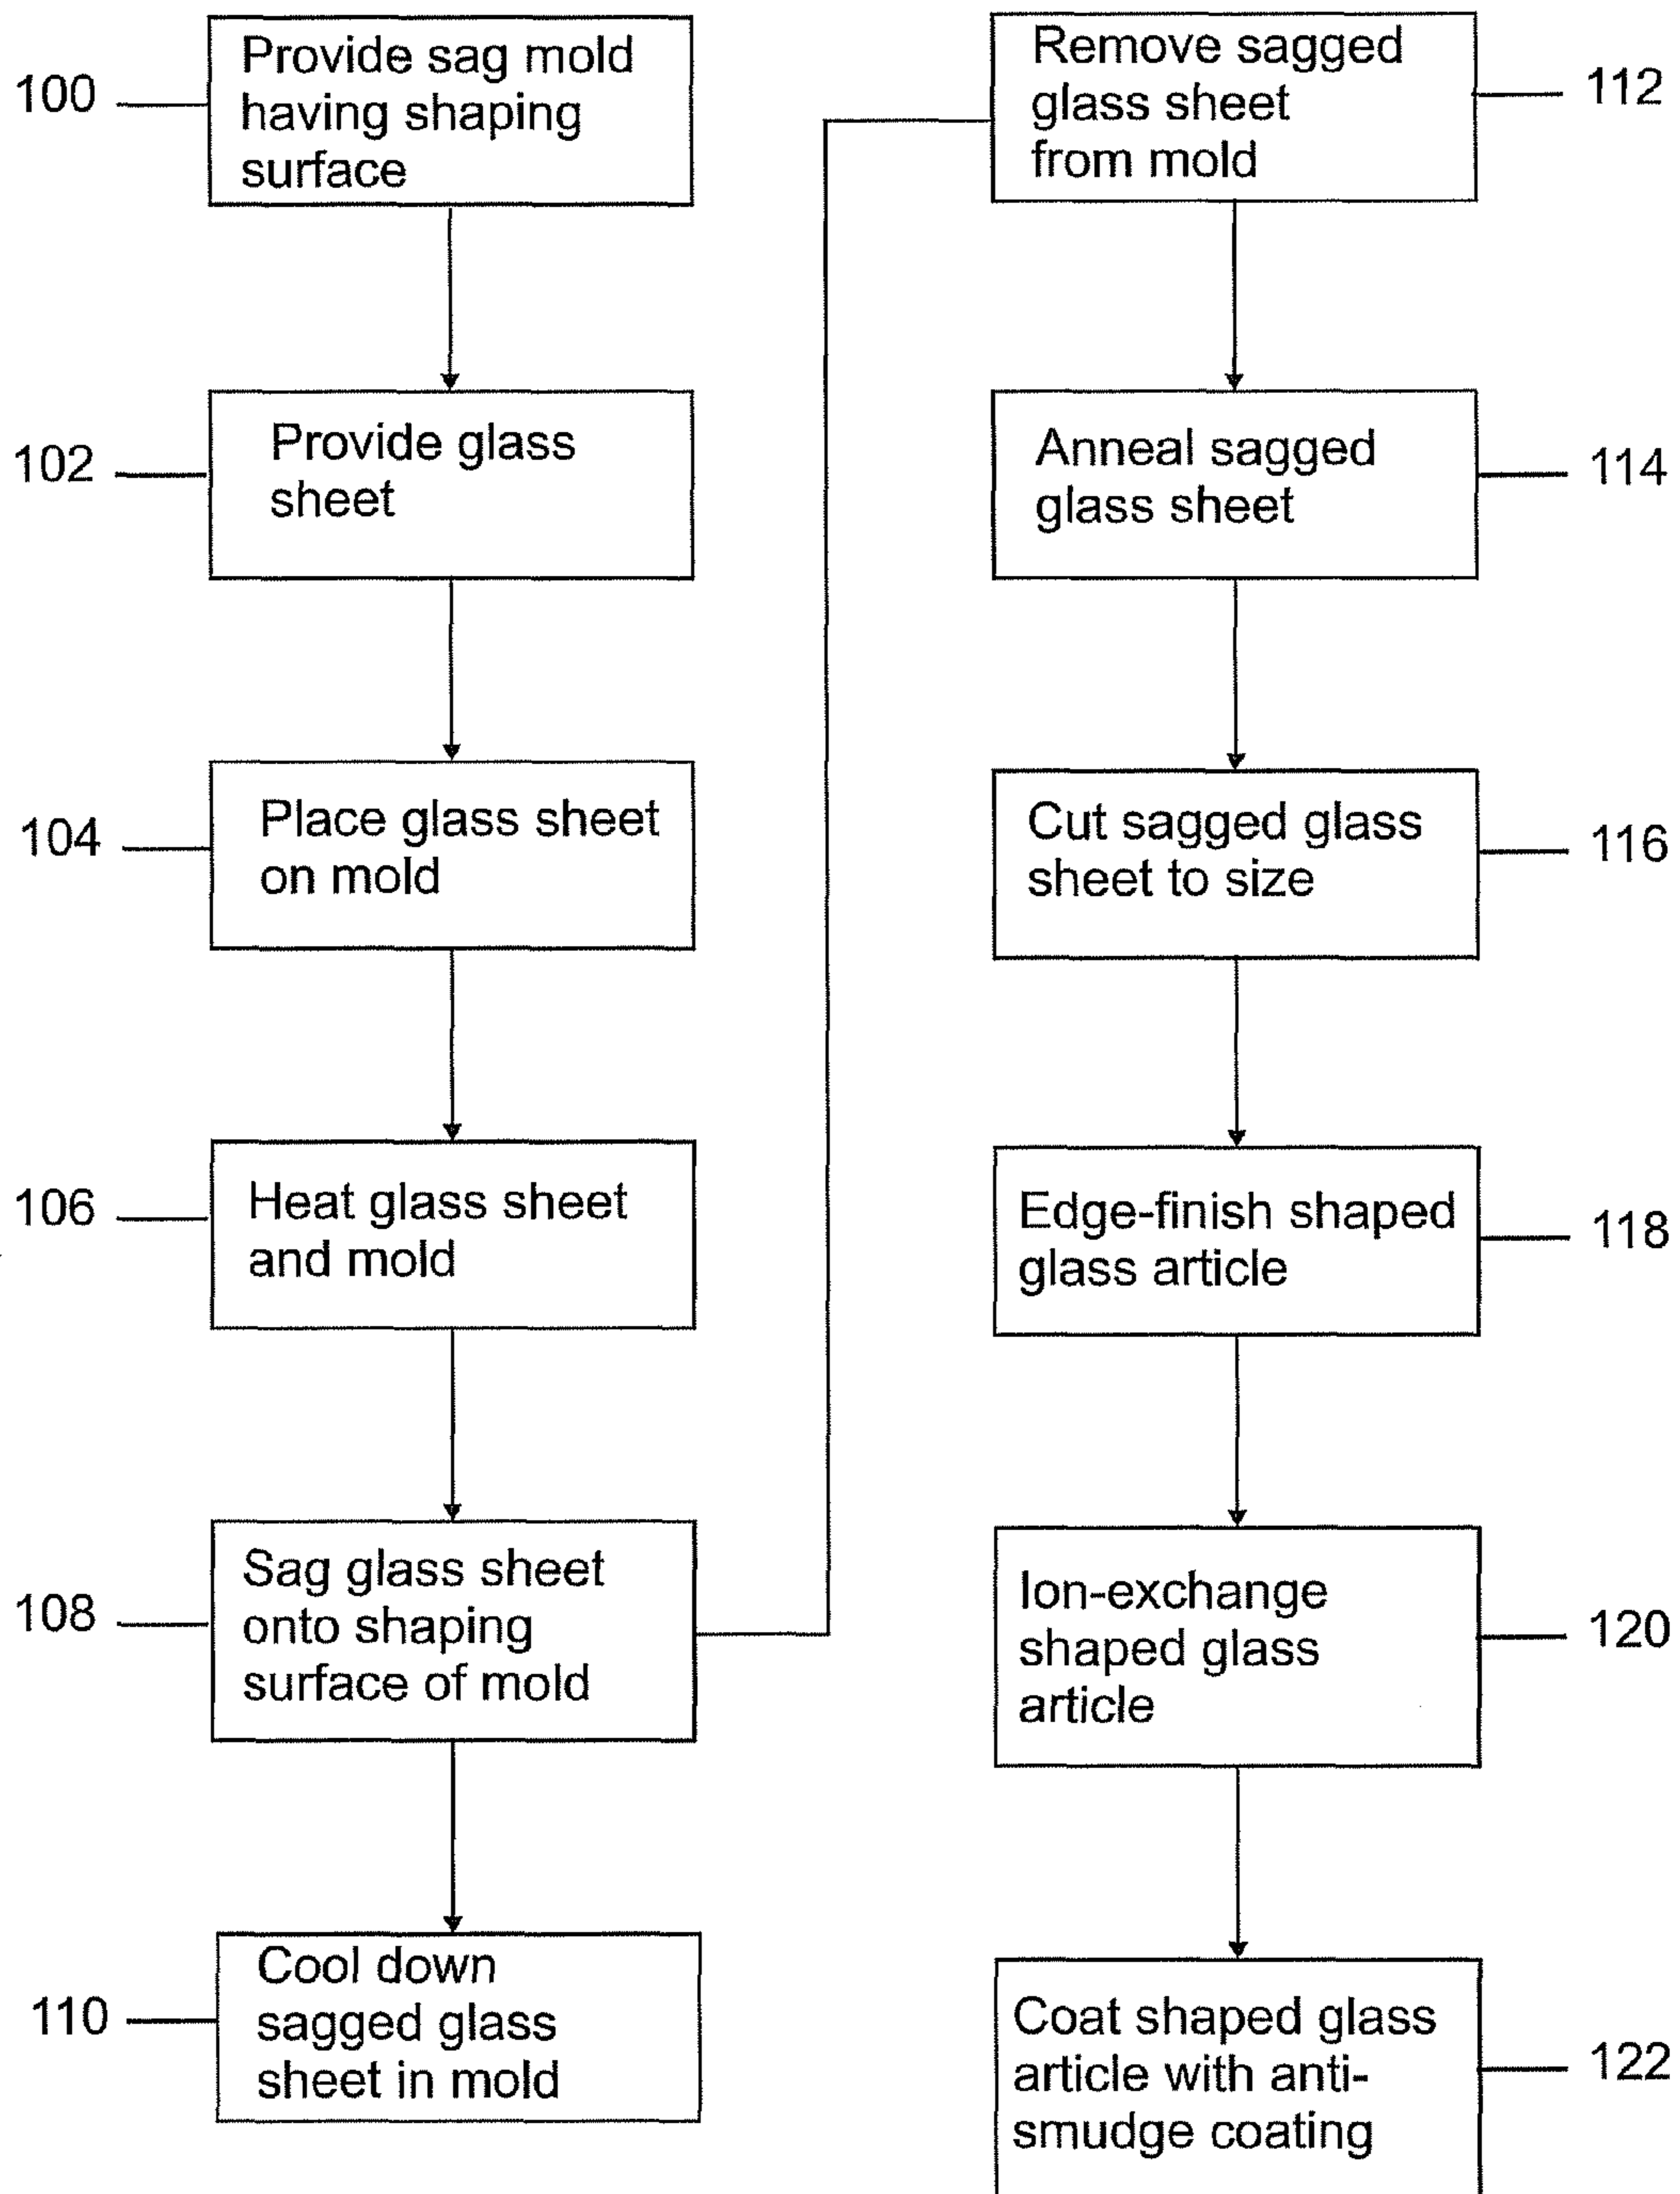 100
Provide sag mold
having shaping
surface
102
Provide glass
sheet
104
Place glass sheet
on mold
106
Heat glass sheet
and mold
108
Sag glass sheet
onto shaping
surface of mold
110
Cool down
sagged glass
sheet in mold
Remove sagged
glass sheet
from mold
112
Anneal sagged
glass sheet
114
Cut sagged glass
sheet to size
116
Edge-finish shaped
glass article
118
Ion-exchange
shaped glass
article
120
Coat shaped glass
article with anti-
smudge coating
122